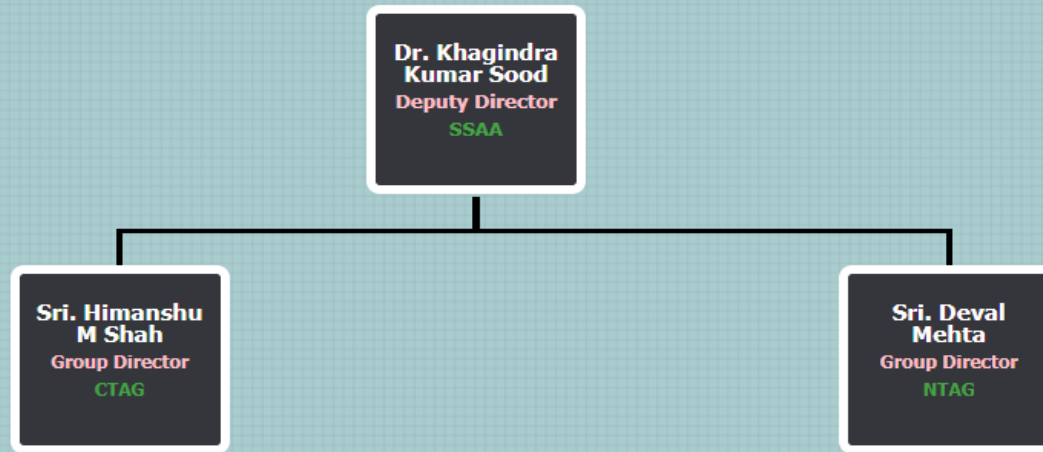 Dr. Khagindra
Kumar Sood
Deputy Director
SSAA
Sri. Himanshu
M Shah
Group Director
CTAG
Sri. Deval
Mehta
Group Director
NTAG